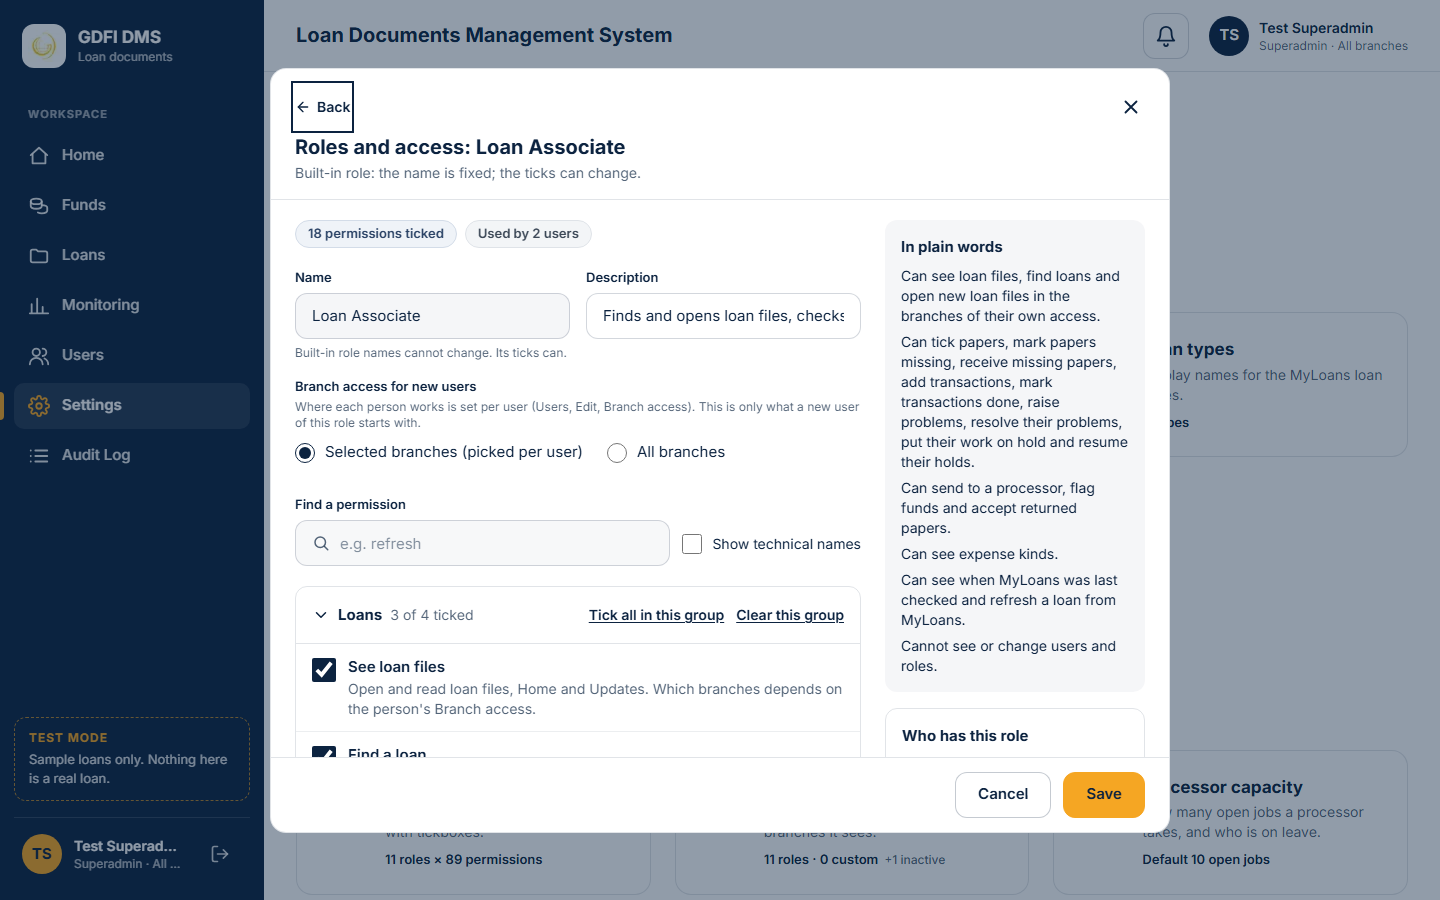 GDFI DMS
Loan documents
WORKSPACE
Home
Funds
Loans
Monitoring
Users
Settings
Audit Log
TEST MODE
Sample loans only. Nothing here
is a real loan.
TS
Test Superad...
Superadmin · All ...
Loan Documents Management System
TS
Test Superadmin
Superadmin · All branches
Back
Roles and access: Loan Associate
Built-in role: the name is fixed; the ticks can change.
18 permissions ticked
Used by 2 users
Name
Loan Associate
Built-in role names cannot change. Its ticks can.
Description
Finds and opens loan files, checks
Branch access for new users
Where each person works is set per user (Users, Edit, Branch access). This is only what a new user
of this role starts with.
Selected branches (picked per user)
All branches
Find a permission
e.g. refresh
Show technical names
Loans 3 of 4 ticked
Tick all in this group
Clear this group
See loan files
Open and read loan files, Home and Updates. Which branches depends on
the person's Branch access.
Find a loan
In plain words
Can see loan files, find loans and
open new loan files in the
branches of their own access.
Can tick papers, mark papers
missing, receive missing papers,
add transactions, mark
transactions done, raise
problems, resolve their problems,
put their work on hold and resume
their holds.
Can send to a processor, flag
funds and accept returned
papers.
Can see expense kinds.
Can see when MyLoans was last
checked and refresh a loan from
MyLoans.
Cannot see or change users and
roles.
Who has this role
Cancel
Save
types
names for the MyLoans loan
with tickboxes.
11 roles × 89 permissions
branches it sees.
11 roles · 0 custom +1 inactive
capacity
many open jobs a processor
takes, and who is on leave.
Default 10 open jobs